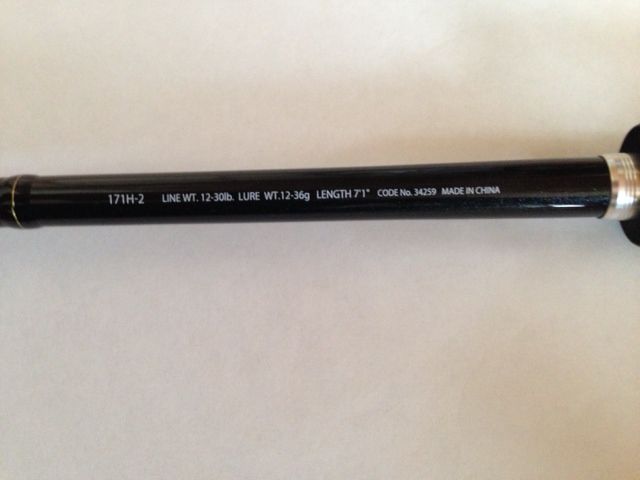 171H-2 LINE WT. 12-30lb. LURE WT.12-36g LENGTH 7'1" CODE No. 34259 MADE IN CHINA